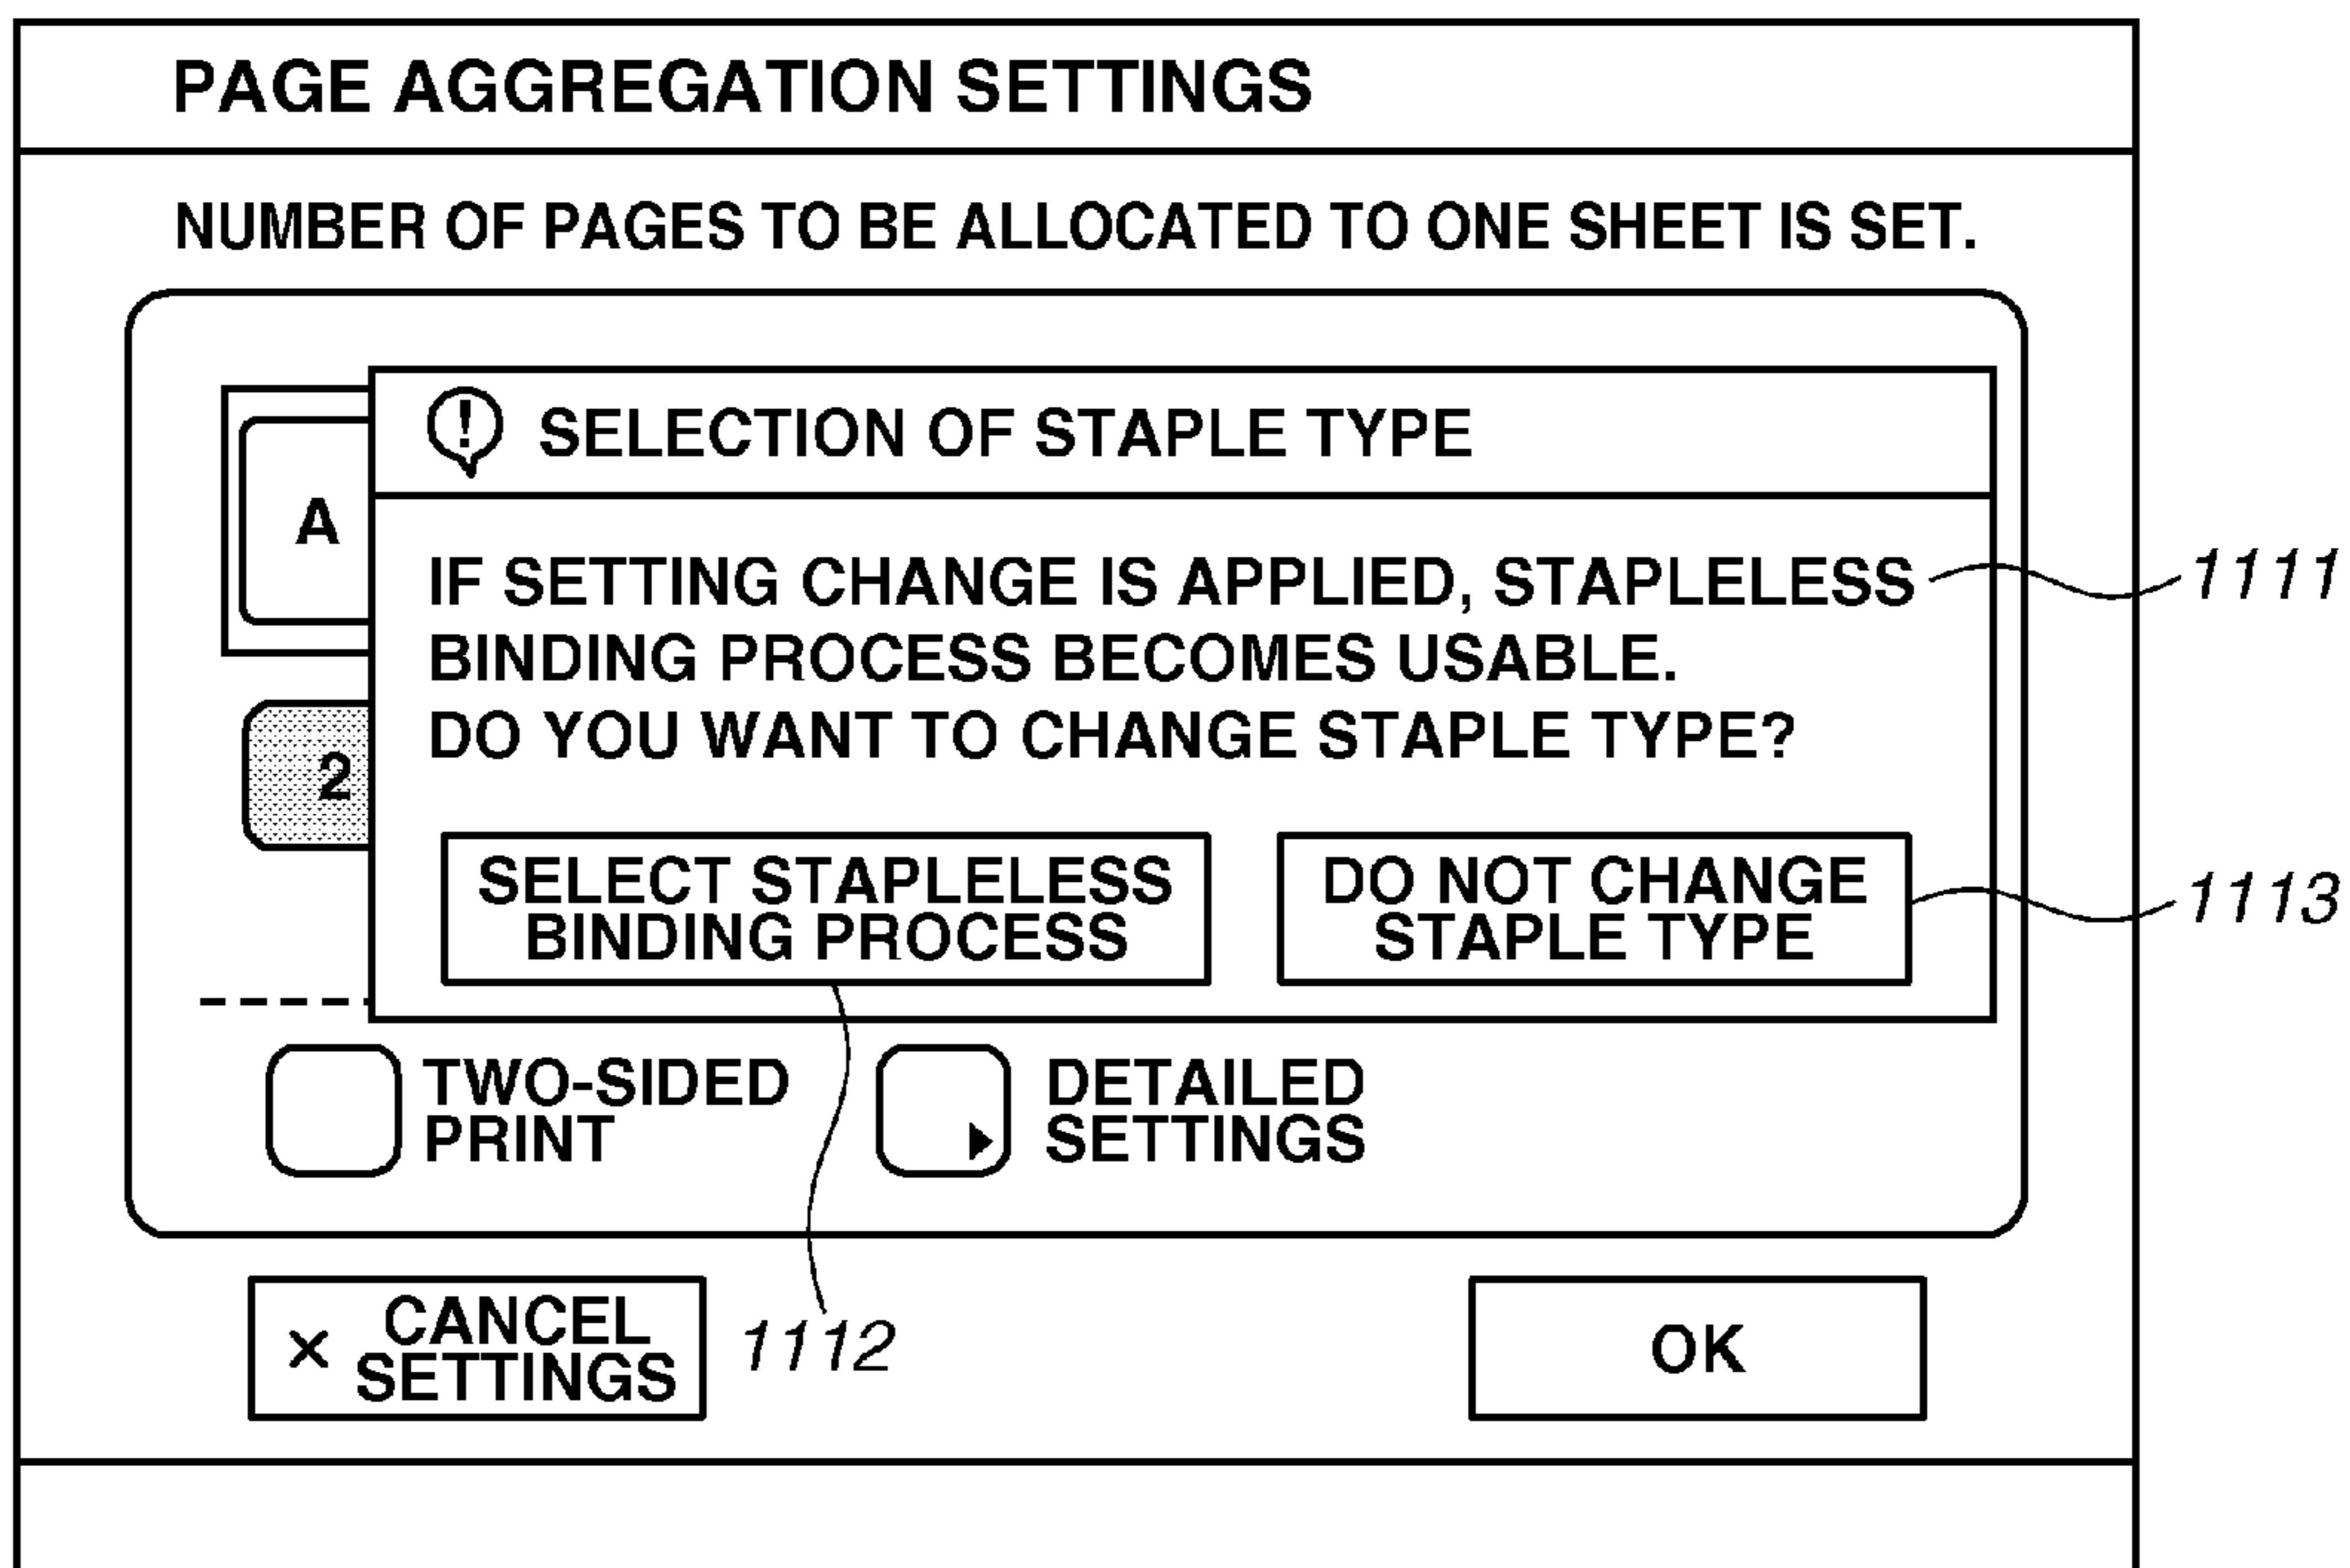 PAGE AGGREGATION SETTINGS
NUMBER OF PAGES TO BE ALLOCATED TO ONE SHEET IS SET.
! SELECTION OF STAPLE TYPE
A
IF SETTING CHANGE IS APPLIED, STAPLELESS
1111
BINDING PROCESS BECOMES USABLE.
DO YOU WANT TO CHANGE STAPLE TYPE?
2
SELECT STAPLELESS
BINDING PROCESS
DO NOT CHANGE
STAPLE TYPE
1113
TWO-SIDED
PRINT
DETAILED
SETTINGS
× CANCEL
SETTINGS
1112
OK